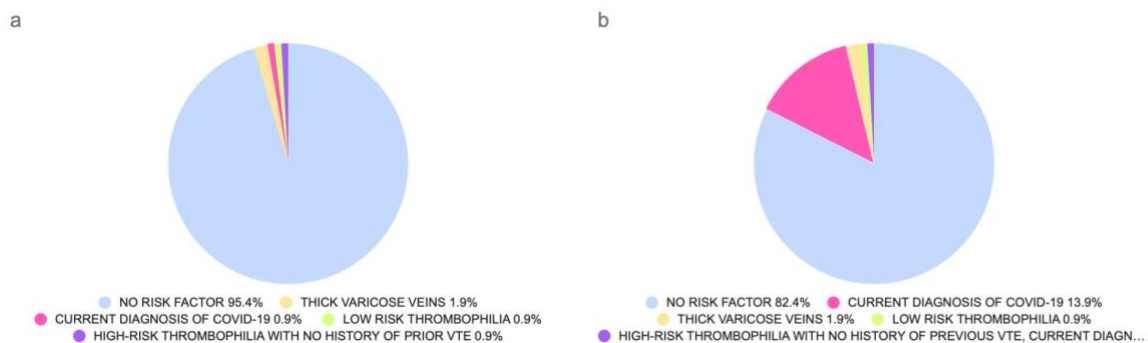 a
b
NO RISK FACTOR 95.4% THICK VARICOSE VEINS 1.9%
CURRENT DIAGNOSIS OF COVID-19 0.9% LOW RISK THROMBOPHILIA 0.9%
HIGH-RISK THROMBOPHILIA WITH NO HISTORY OF PRIOR VTE 0.9%
NO RISK FACTOR 82.4% CURRENT DIAGNOSIS OF COVID-19 13.9%
THICK VARICOSE VEINS 1.9% LOW RISK THROMBOPHILIA 0.9%
HIGH-RISK THROMBOPHILIA WITH NO HISTORY OF PREVIOUS VTE, CURRENT DIAGN...